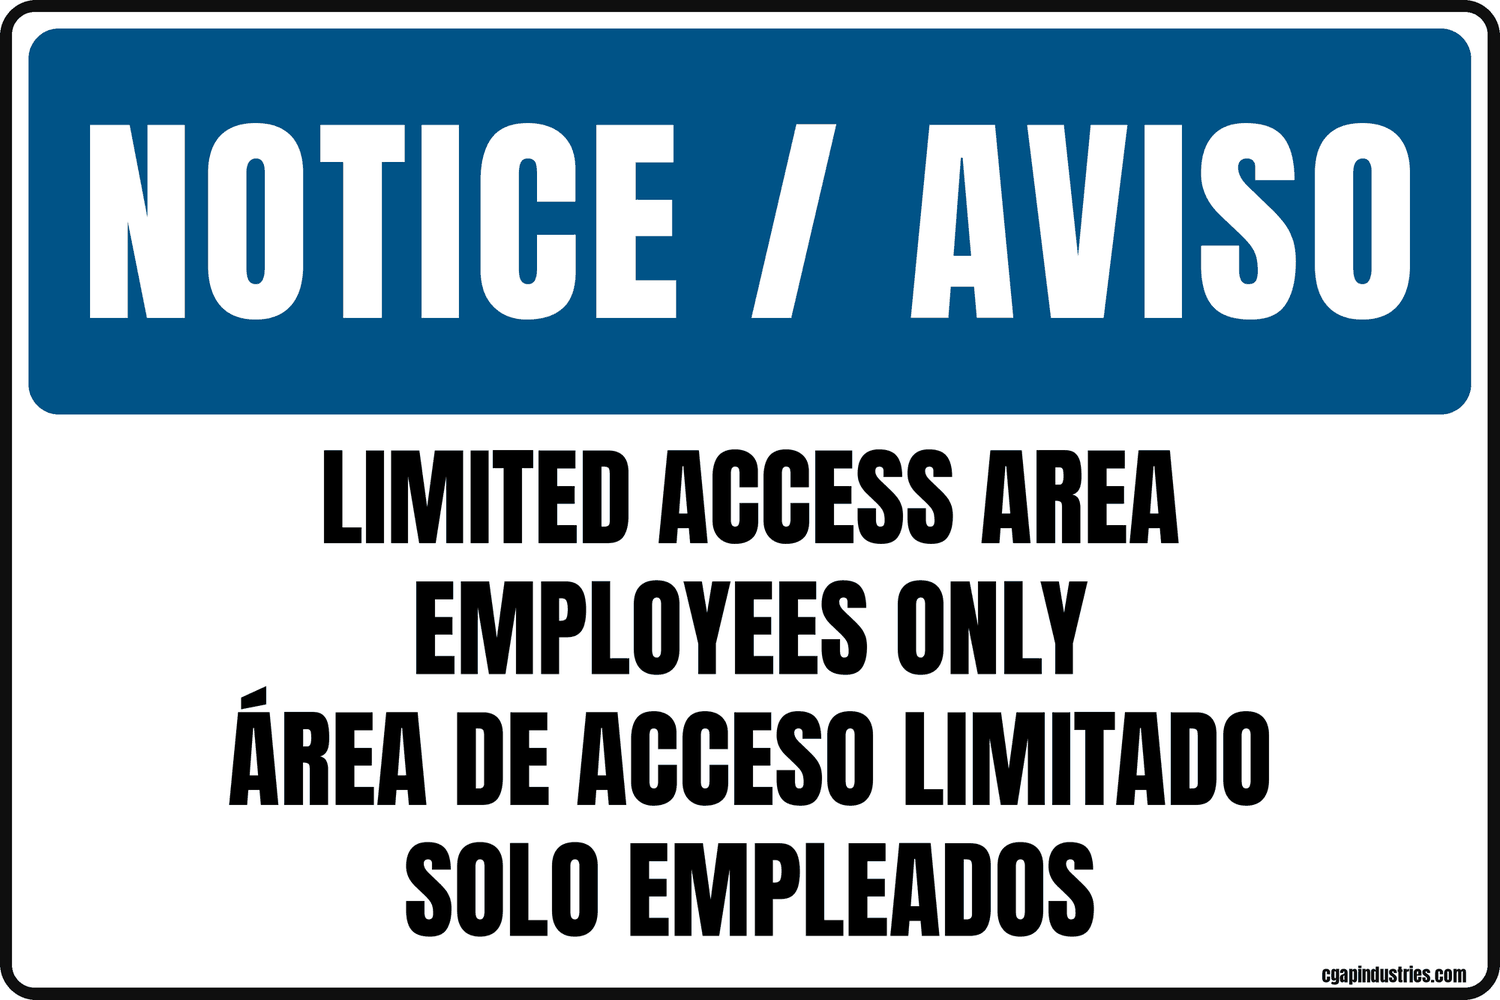 NOTICE / AVISO
LIMITED ACCESS AREA
EMPLOYEES ONLY
ÁREA DE ACCESO LIMITADO
SOLO EMPLEADOS
cgapindustries.com